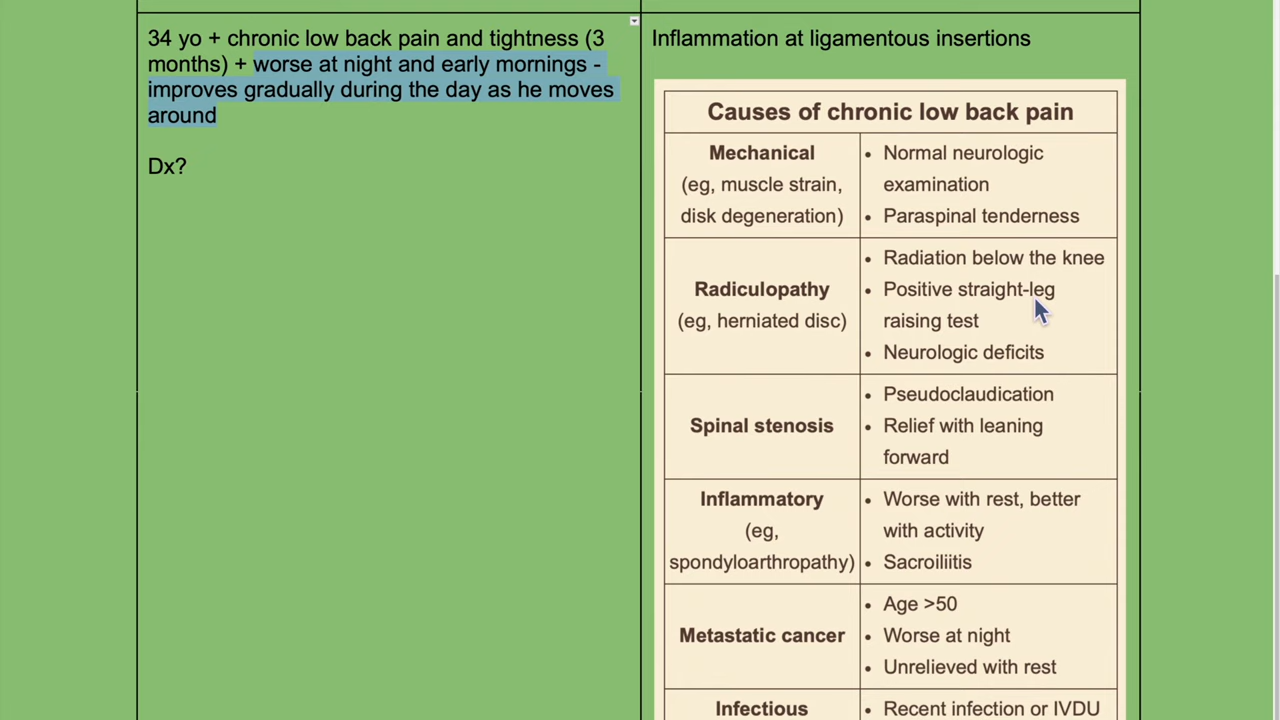 34 yo + chronic low back pain and tightness (3
months) + worse at night and early mornings -
improves gradually during the day as he moves
around
Dx?
Inflammation at ligamentous insertions
Causes of chronic low back pain
Mechanical
(eg, muscle strain,
disk degeneration)
• Normal neurologic
examination
• Paraspinal tenderness
Radiculopathy
(eg, herniated disc)
• Radiation below the knee
• Positive straight-leg
raising test
• Neurologic deficits
Spinal stenosis
• Pseudoclaudication
• Relief with leaning
forward
Inflammatory
(eg,
spondyloarthropathy)
• Worse with rest, better
with activity
• Sacroiliitis
Metastatic cancer
• Age >50
• Worse at night
• Unrelieved with rest
Infectious
• Recent infection or IVDU